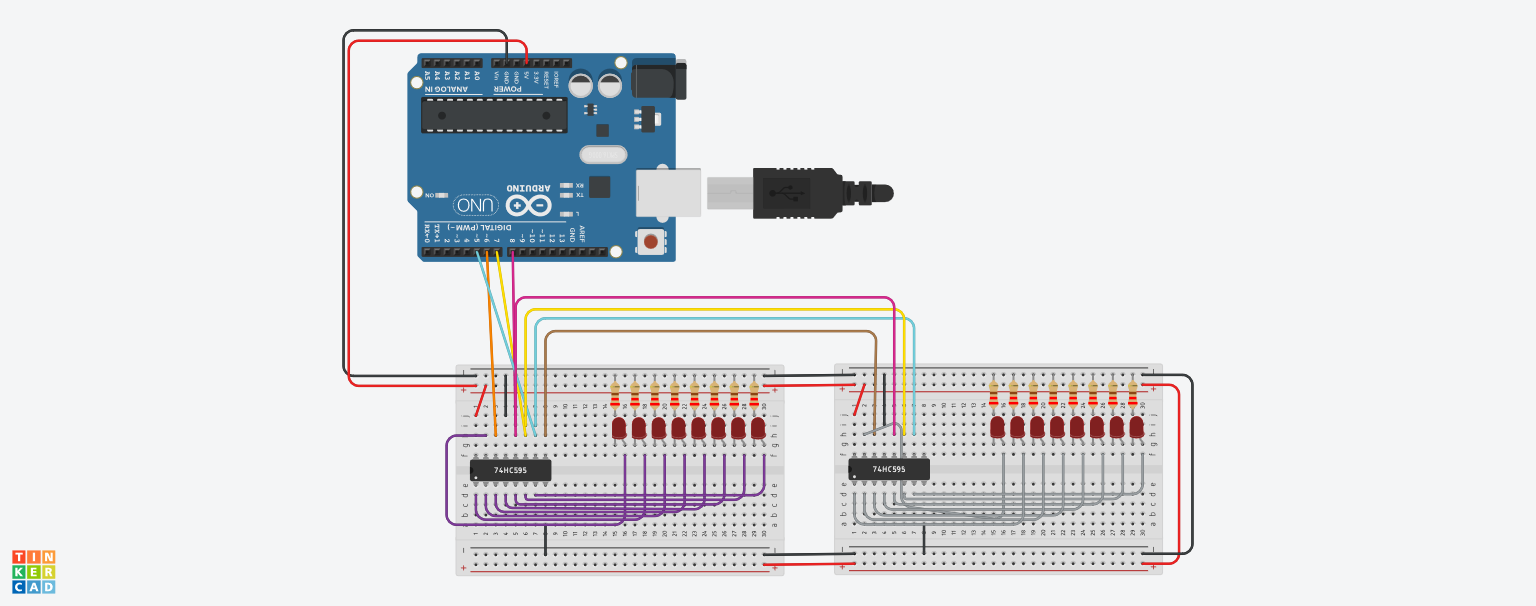 A5 A4 A3 A2 A1 A0
Vin GND GND 5V 3.3V RESET IOREF
ANALOG IN
POWER
RX
TX
ON
ARDUINO
UNO
L
DIGITAL (PWM~)
RX←0 TX→1 2 ~3 4 ~5 ~6 7 8 ~9 ~10 ~11 12 13 GND AREF
74HC595
74HC595
TIN
KER
CAD